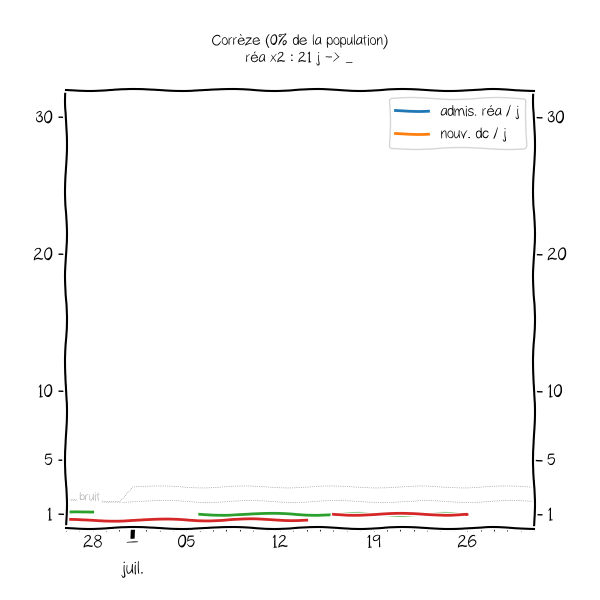 Corrèze (0% de la population)
réa x2 : 21 j -> _
admis. réa / j
nouv. dc / j
30 30
20 20
10 10
5 5
bruit
1 1
28 05 12 19 26
juil.